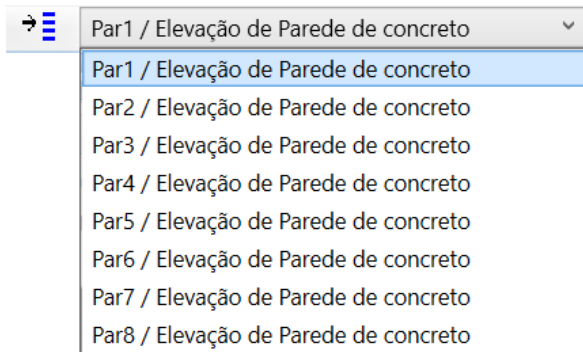 Par1 / Elevação de Parede de concreto
Par1 / Elevação de Parede de concreto
Par2 / Elevação de Parede de concreto
Par3 / Elevação de Parede de concreto
Par4 / Elevação de Parede de concreto
Par5 / Elevação de Parede de concreto
Par6 / Elevação de Parede de concreto
Par7 / Elevação de Parede de concreto
Par8 / Elevação de Parede de concreto